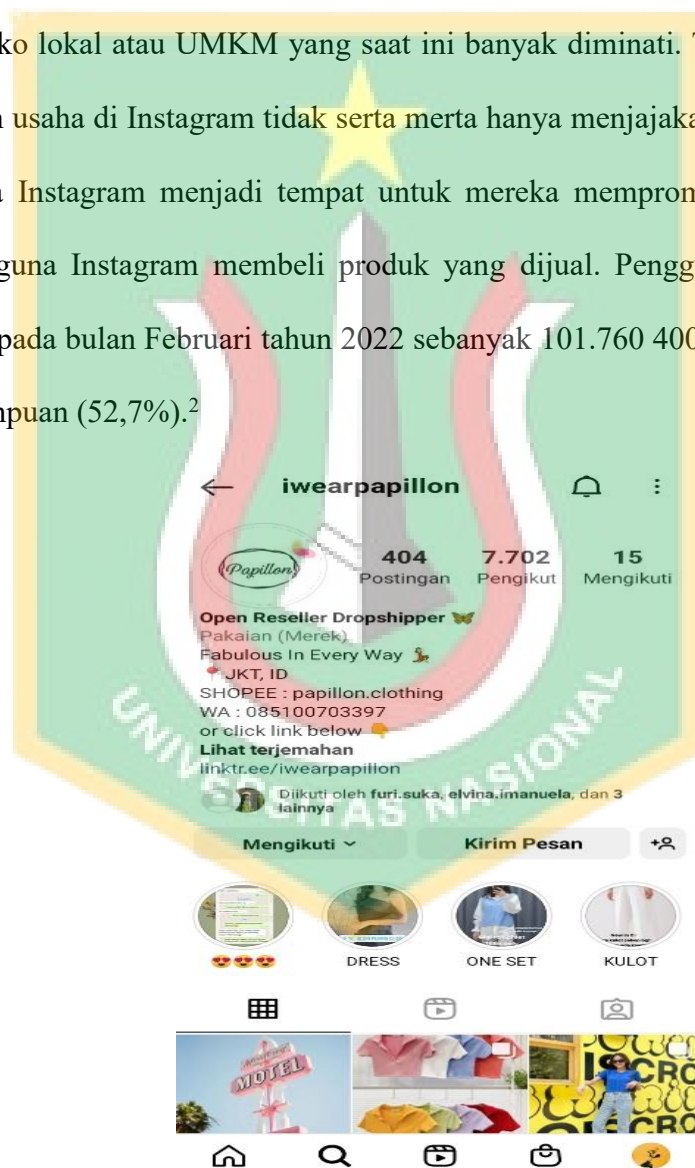 ko lokal atau UMKM yang saat ini banyak diminati.
usaha di Instagram tidak serta merta hanya menjajaka
Instagram menjadi tempat untuk mereka mempromo
guna Instagram membeli produk yang dijual. Pengg
pada bulan Februari tahun 2022 sebanyak 101.760 400
mpuan (52,7%).²
iwearpapillon
Papillon
404 7.702 15
Postingan Pengikut Mengikuti
Open Reseller Dropshipper 🦋
Pakaian (Merek)
Fabulous In Every Way 💃
📍 JKT, ID
SHOPEE : papillon.clothing
WA : 085100703397
or click link below 👇
Lihat terjemahan
linktr.ee/iwearpapillon
Diikuti oleh furi.suka, elvina.imanuela, dan 3
lainnya
Mengikuti Kirim Pesan
😍😍😍 DRESS ONE SET KULOT
MOTEL
UNIVERSITAS NASIONAL